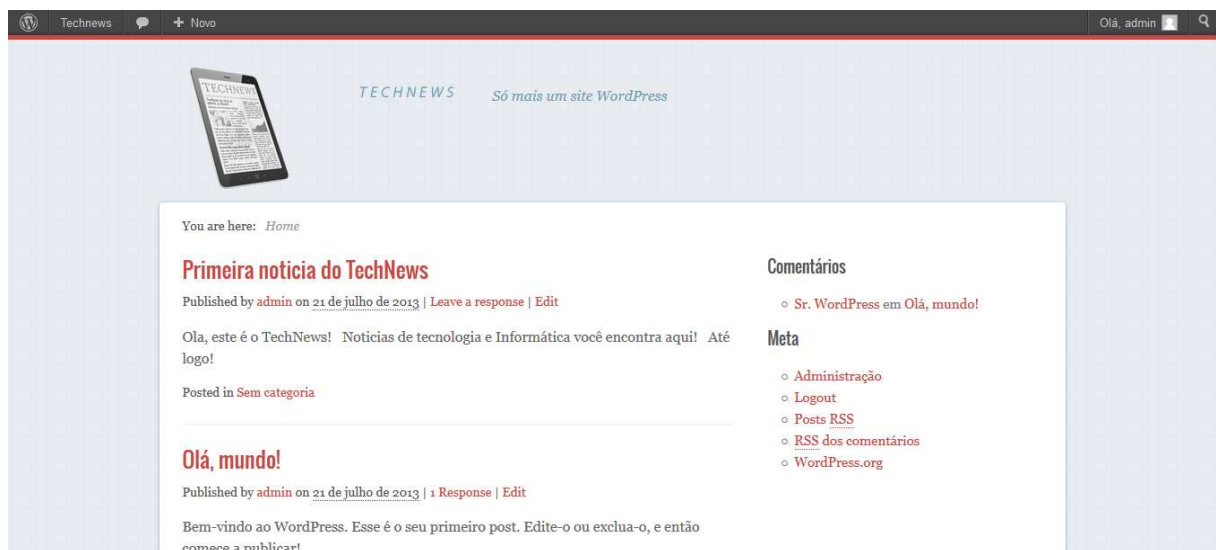 Technews
Novo
Olá, admin
TECHNEWS
TECHNEWS
Só mais um site WordPress
You are here: Home
Primeira noticia do TechNews
Published by admin on 21 de julho de 2013 | Leave a response | Edit
Ola, este é o TechNews! Noticias de tecnologia e Informática você encontra aqui! Até
logo!
Posted in Sem categoria
Olá, mundo!
Published by admin on 21 de julho de 2013 | 1 Response | Edit
Bem-vindo ao WordPress. Esse é o seu primeiro post. Edite-o ou exclua-o, e então
comece a publicar!
Comentários
Sr. WordPress em Olá, mundo!
Meta
Administração
Logout
Posts RSS
RSS dos comentários
WordPress.org